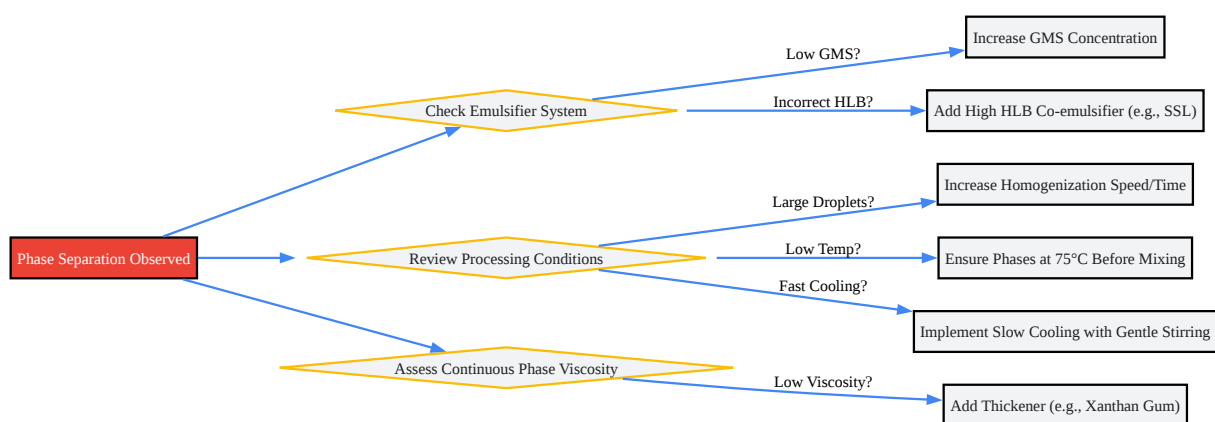 Phase Separation Observed
Check Emulsifier System
Low GMS?
Increase GMS Concentration
Incorrect HLB?
Add High HLB Co-emulsifier (e.g., SSL)
Review Processing Conditions
Large Droplets?
Increase Homogenization Speed/Time
Low Temp?
Ensure Phases at 75°C Before Mixing
Fast Cooling?
Implement Slow Cooling with Gentle Stirring
Assess Continuous Phase Viscosity
Low Viscosity?
Add Thickener (e.g., Xanthan Gum)